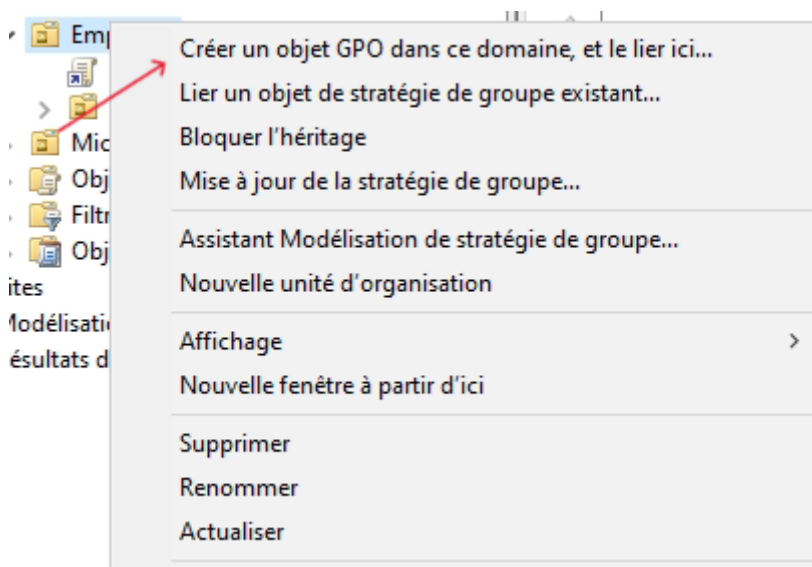 Emp
Créer un objet GPO dans ce domaine, et le lier ici...
Lier un objet de stratégie de groupe existant...
Mic
Bloquer l'héritage
Obj
Mise à jour de la stratégie de groupe...
Filtr
Assistant Modélisation de stratégie de groupe...
Obj
ites
Nouvelle unité d'organisation
Modélisati
Affichage
ésultats d
Nouvelle fenêtre à partir d'ici
Supprimer
Renommer
Actualiser